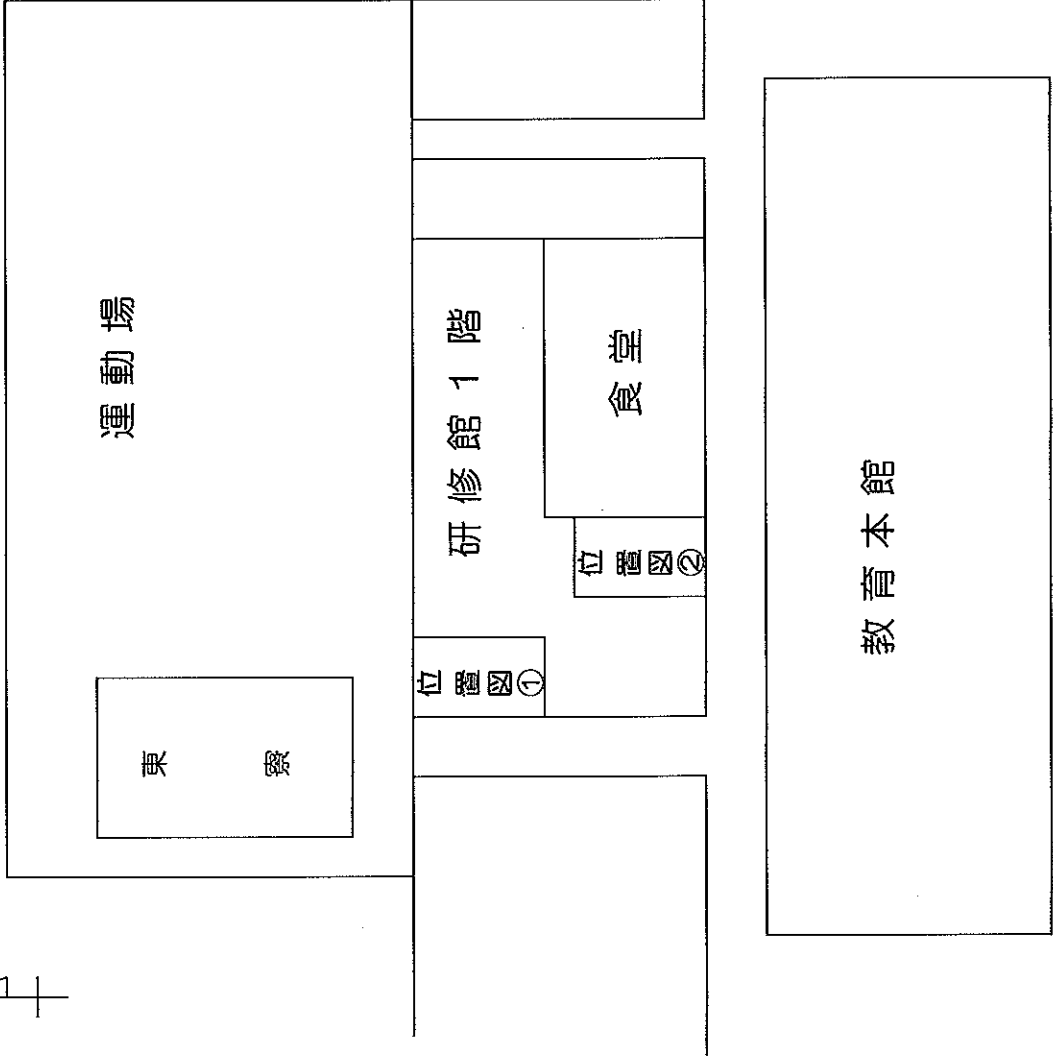 運動場
研修館１階
食堂
位置図②
位置図①
東寮
教育本館